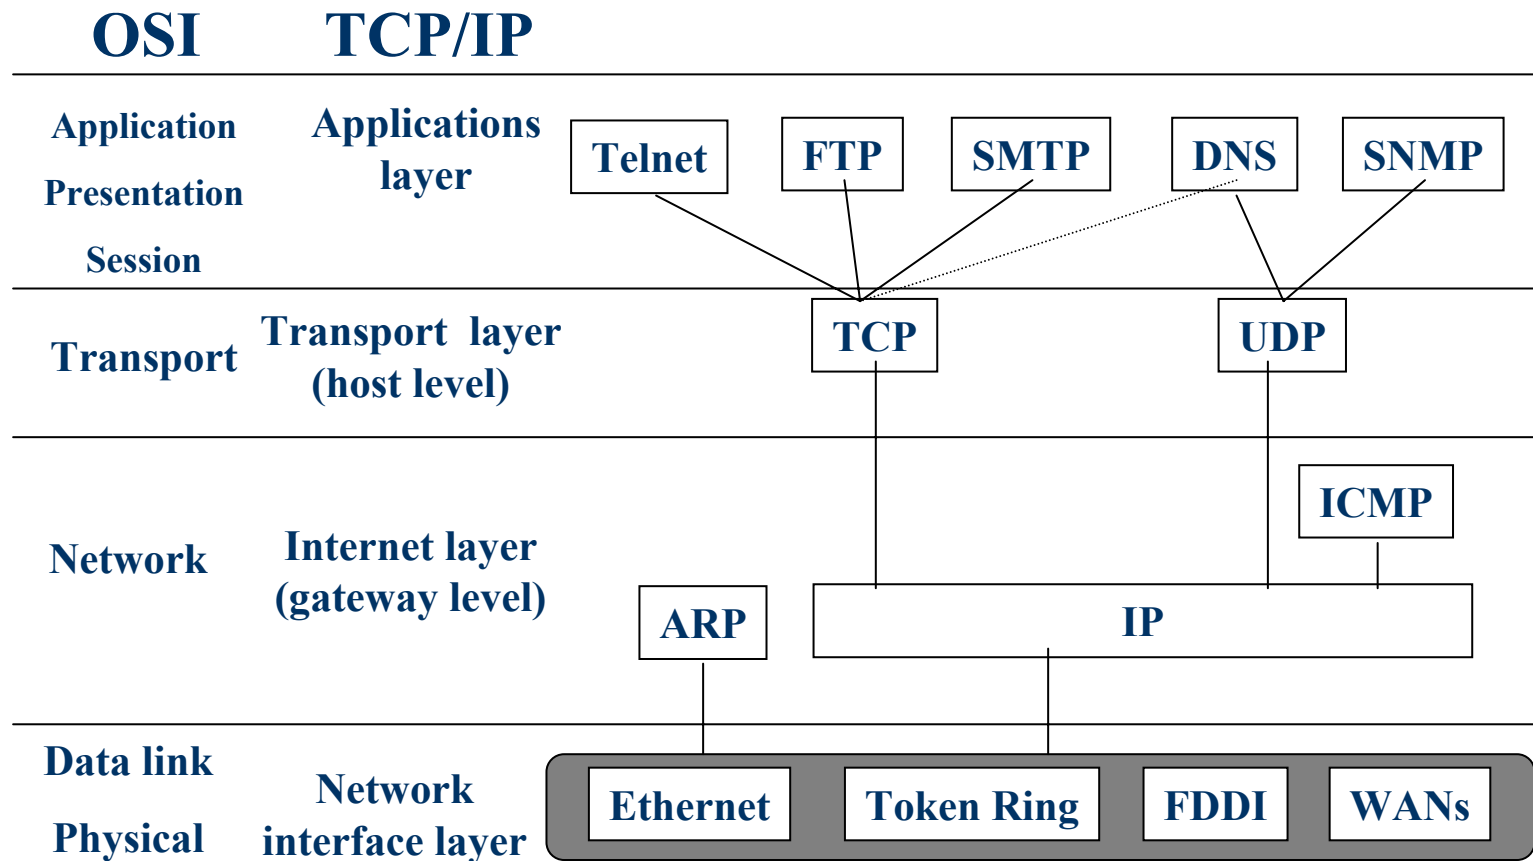 OSI
TCP/IP
Application
Presentation
Session
Applications
layer
Telnet
FTP
SMTP
DNS
SNMP
Transport
Transport layer
(host level)
TCP
UDP
Network
Internet layer
(gateway level)
ICMP
ARP
IP
Data link
Physical
Network
interface layer
Ethernet
Token Ring
FDDI
WANs